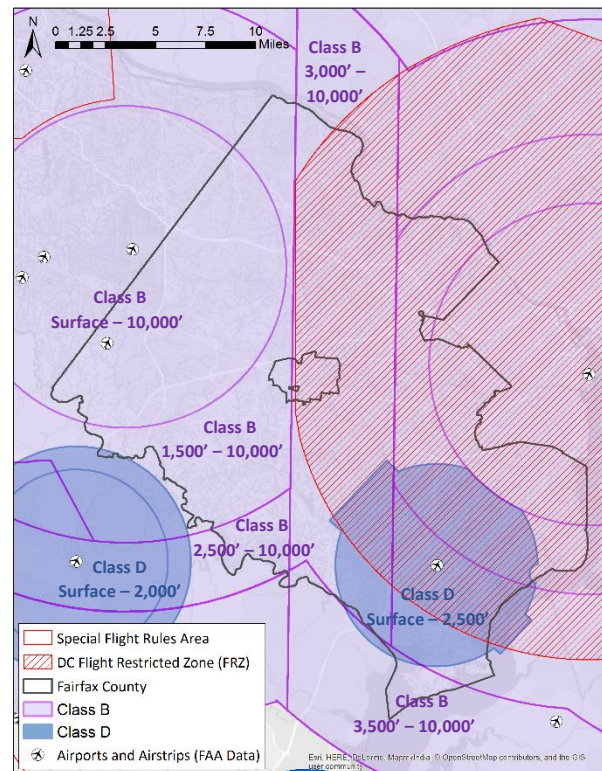 N
0 1.25 2.5 5 7.5 10
Miles
Class B
3,000’ –
10,000’
Class B
Surface – 10,000’
Class B
1,500’ – 10,000’
Class B
2,500’ – 10,000’
Class D
Surface – 2,000’
Class D
Surface – 2,500’
Class B
3,500’ – 10,000’
Special Flight Rules Area
DC Flight Restricted Zone (FRZ)
Fairfax County
Class B
Class D
Airports and Airstrips (FAA Data)
Esri, HERE, DeLorme, MapmyIndia, © OpenStreetMap contributors, and the GIS
user community